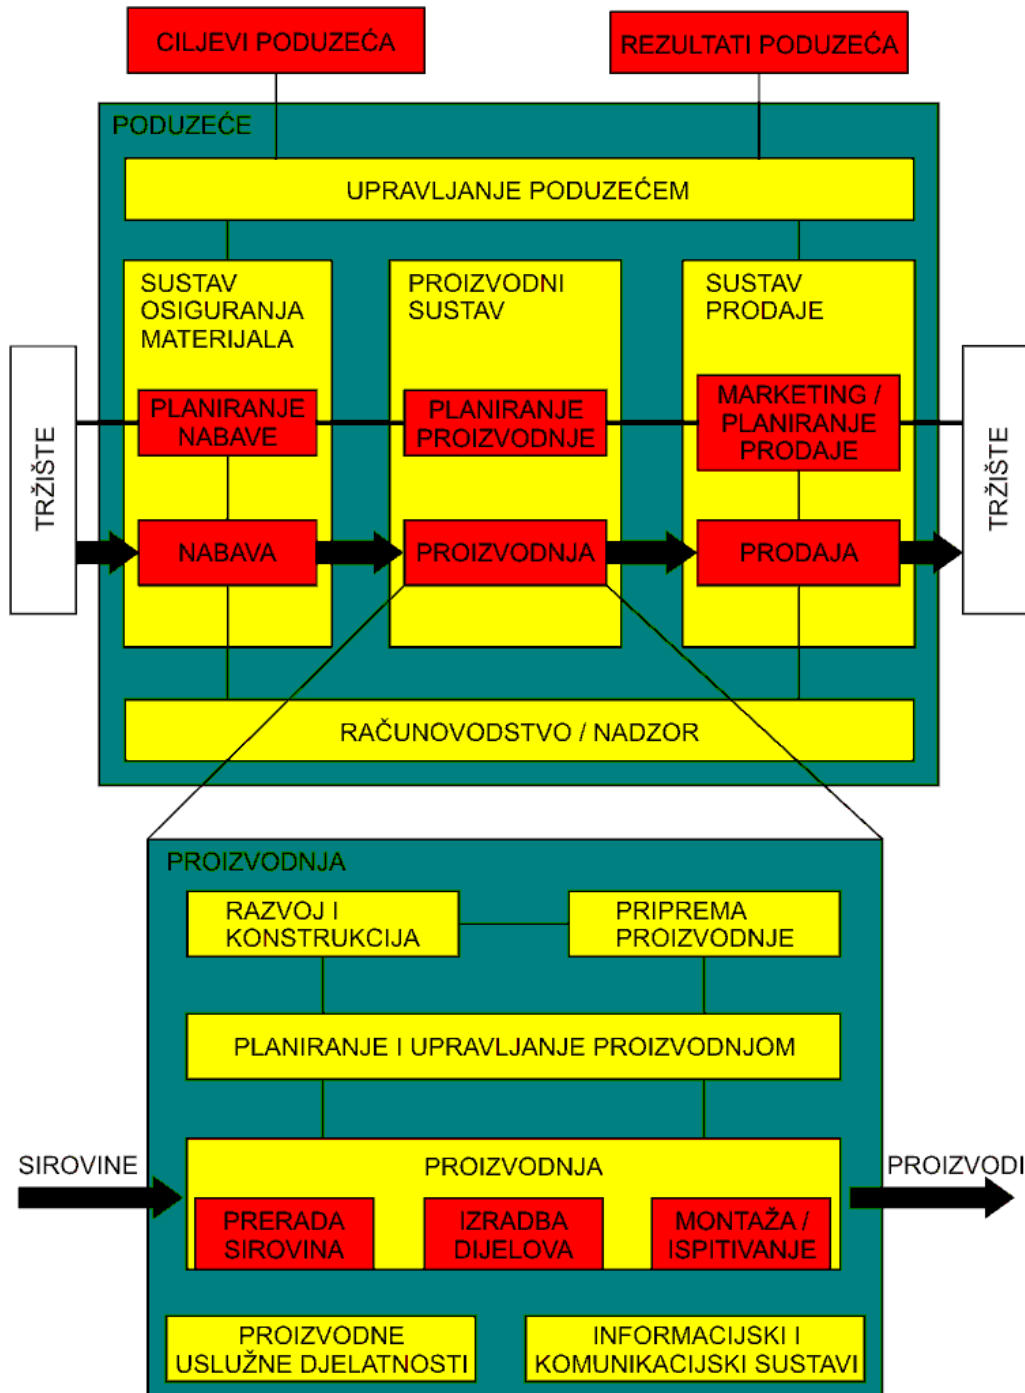 CILJEVI PODUZEĆA
REZULTATI PODUZEĆA
PODUZEĆE
UPRAVLJANJE PODUZEĆEM
SUSTAV
OSIGURANJA
MATERIJALA
PROIZVODNI
SUSTAV
SUSTAV
PRODAJE
TRŽIŠTE
PLANIRANJE
NABAVE
PLANIRANJE
PROIZVODNJE
MARKETING /
PLANIRANJE
PRODAJE
TRŽIŠTE
NABAVA
PROIZVODNJA
PRODAJA
RAČUNOVODSTVO / NADZOR
PROIZVODNJA
RAZVOJ I
KONSTRUKCIJA
PRIPREMA
PROIZVODNJE
PLANIRANJE I UPRAVLJANJE PROIZVODNJOM
SIROVINE
PROIZVODNJA
PROIZVODI
PRERADA
SIROVINA
IZRADBA
DIJELOVA
MONTAŽA /
ISPITIVANJE
PROIZVODNE
USLUŽNE DJELATNOSTI
INFORMACIJSKI I
KOMUNIKACIJSKI SUSTAVI